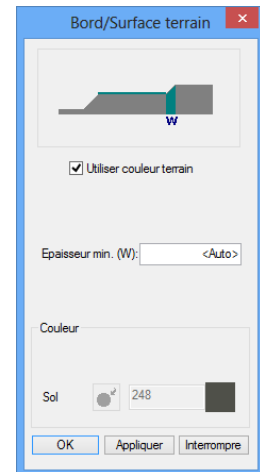 Bord/Surface terrain
W
Utiliser couleur terrain
Epaisseur min. (W): <Auto>
Couleur
Sol 248
OK Appliquer Interrompre